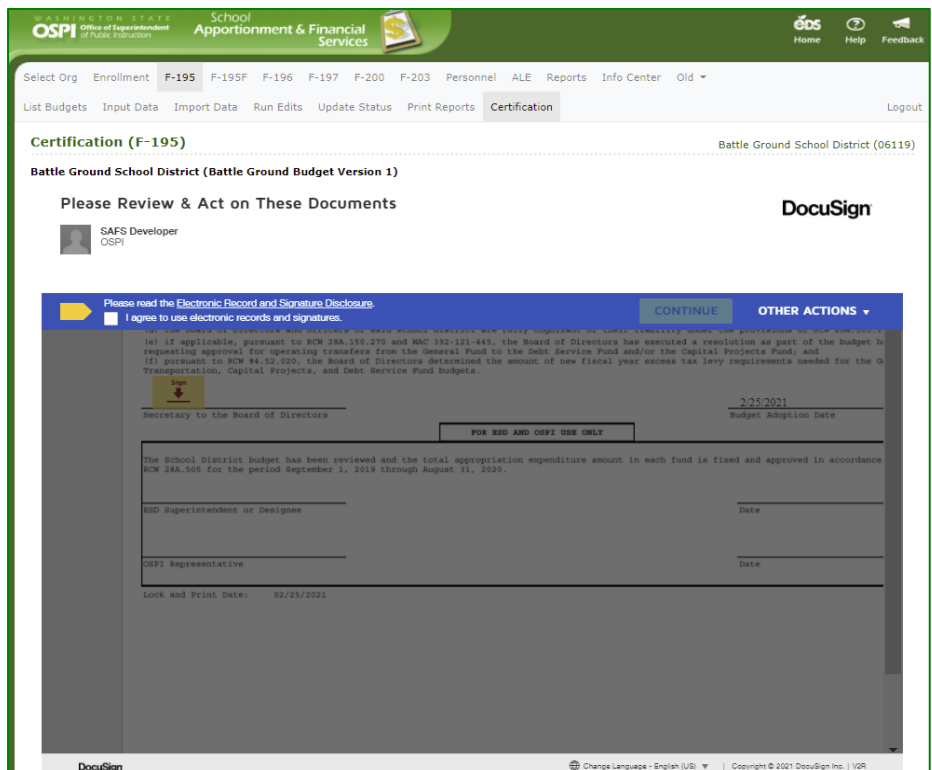 WASHINGTON STATE
OSPI Office of Superintendent of Public Instruction
School Apportionment & Financial Services
eds Home Help Feedback
Select Org Enrollment F-195 F-195F F-196 F-197 F-200 F-203 Personnel ALE Reports Info Center Old
List Budgets Input Data Import Data Run Edits Update Status Print Reports Certification Logout
Certification (F-195) Battle Ground School District (06119)
Battle Ground School District (Battle Ground Budget Version 1)
Please Review & Act on These Documents
DocuSign
SAFS Developer
OSPI
Please read the Electronic Record and Signature Disclosure.
I agree to use electronic records and signatures.
CONTINUE OTHER ACTIONS
(e) if applicable, pursuant to RCW 28A.150.270 and WAC 392-121-445, the Board of Directors has executed a resolution as part of the budget h
requesting approval for operating transfers from the General Fund to the Debt Service Fund and/or the Capital Projects Fund; and
(f) pursuant to RCW 84.52.020, the Board of Directors determined the amount of new fiscal year excess tax levy requirements needed for the G
Transportation, Capital Projects, and Debt Service Fund budgets.
Sign
2/25/2021
Secretary to the Board of Directors Budget Adoption Date
FOR ESD AND OSPI USE ONLY
The School District budget has been reviewed and the total appropriation expenditure amount in each fund is fixed and approved in accordance
RCW 28A.505 for the period September 1, 2019 through August 31, 2020.
ESD Superintendent or Designee Date
OSPI Representative Date
Lock and Print Date: 02/25/2021
DocuSign Change Language - English (US) | Copyright © 2021 DocuSign Inc. | V2R